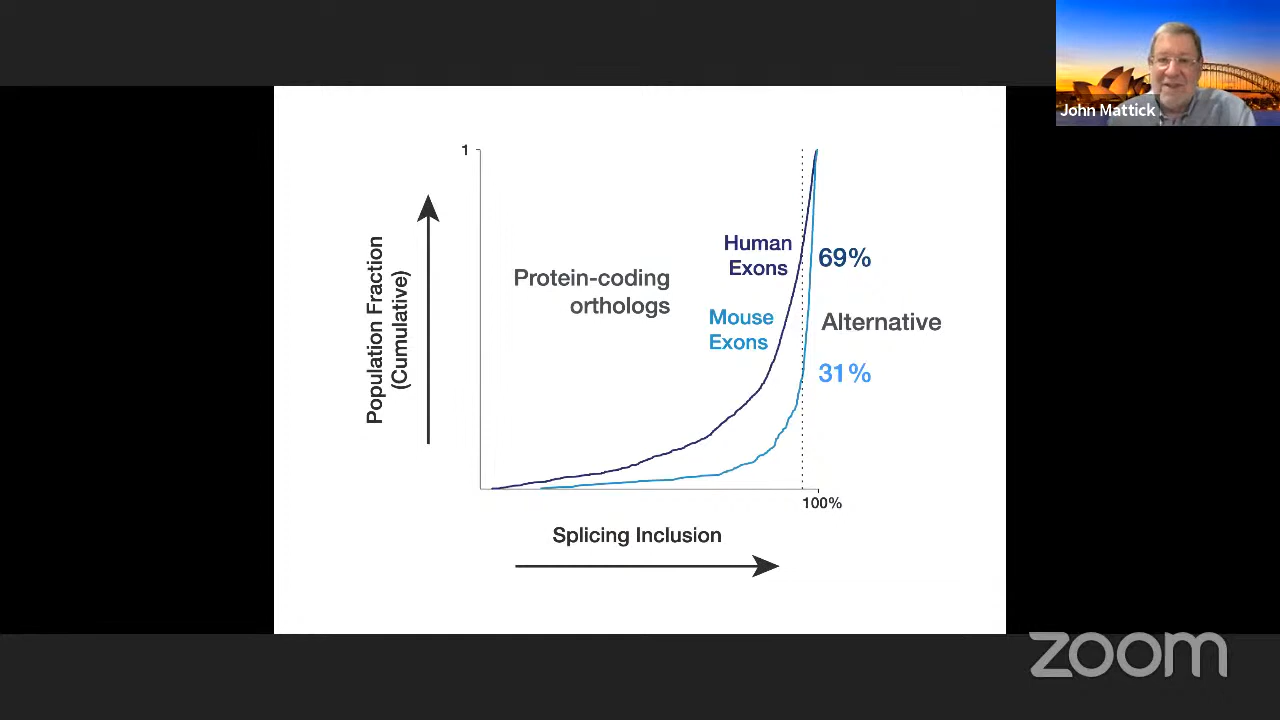 John Mattick
1
Population Fraction
(Cumulative)
Protein-coding
orthologs
Human
Exons
69%
Mouse
Exons
Alternative
31%
100%
Splicing Inclusion
zoom